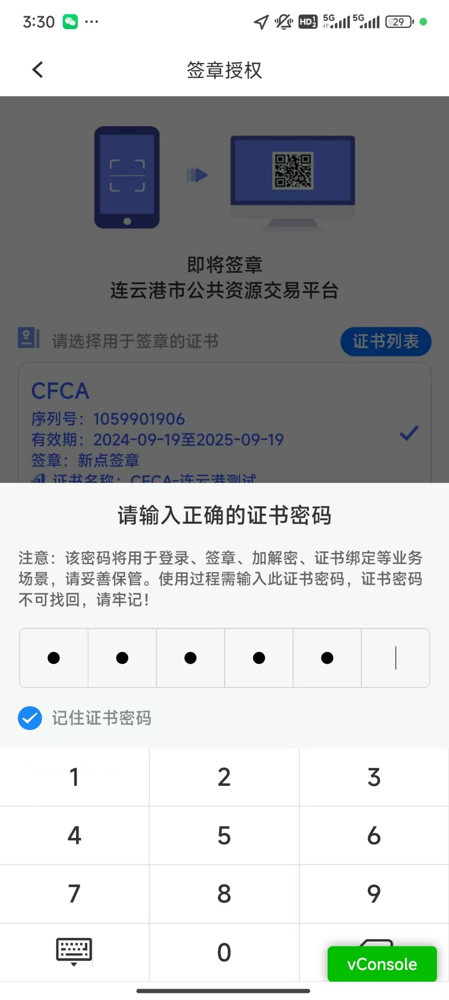 3:30 ··· HD 1 2 5G 5G 29
签章授权
即将签章
连云港市公共资源交易平台
请选择用于签章的证书 证书列表
CFCA
序列号：1059901906
有效期：2024-09-19至2025-09-19
签章：新点签章
证书名称：CFCA-连云港测试
请输入正确的证书密码
注意：该密码将用于登录、签章、加解密、证书绑定等业务
场景，请妥善保管。使用过程需输入此证书密码，证书密码
不可找回，请牢记！
记住证书密码
1 2 3
4 5 6
7 8 9
0
vConsole